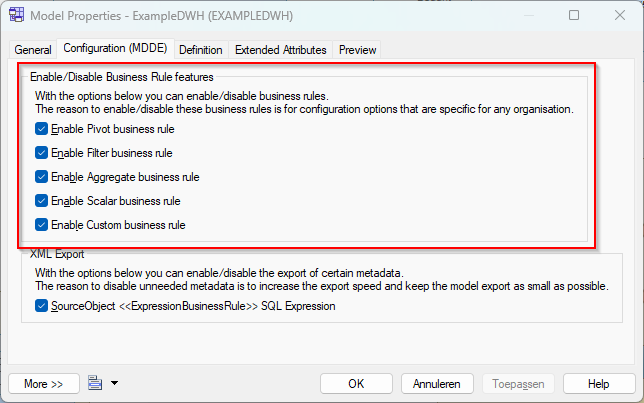 Model Properties - ExampleDWH (EXAMPLEDWH)
General Configuration (MDDE) Definition Extended Attributes Preview
Enable/Disable Business Rule features
With the options below you can enable/disable business rules.
The reason to enable/disable these business rules is for configuration options that are specific for any organisation.
Enable Pivot business rule
Enable Filter business rule
Enable Aggregate business rule
Enable Scalar business rule
Enable Custom business rule
XML Export
With the options below you can enable/disable the export of certain metadata.
The reason to disable unneeded metadata is to increase the export speed and keep the model export as small as possible.
SourceObject <<ExpressionBusinessRule>> SQL Expression
More >> OK Annuleren Toepassen Help